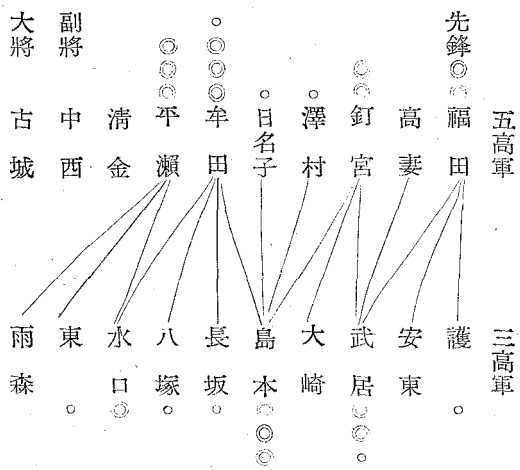 五高軍
先鋒 福田
高妻
釘宮
澤村
日名子
牟田
平瀨
淸金
副將 中西
大將 古城
三高軍
護
安東
武居
大崎
島本
長坂
八塚
水口
東
雨森